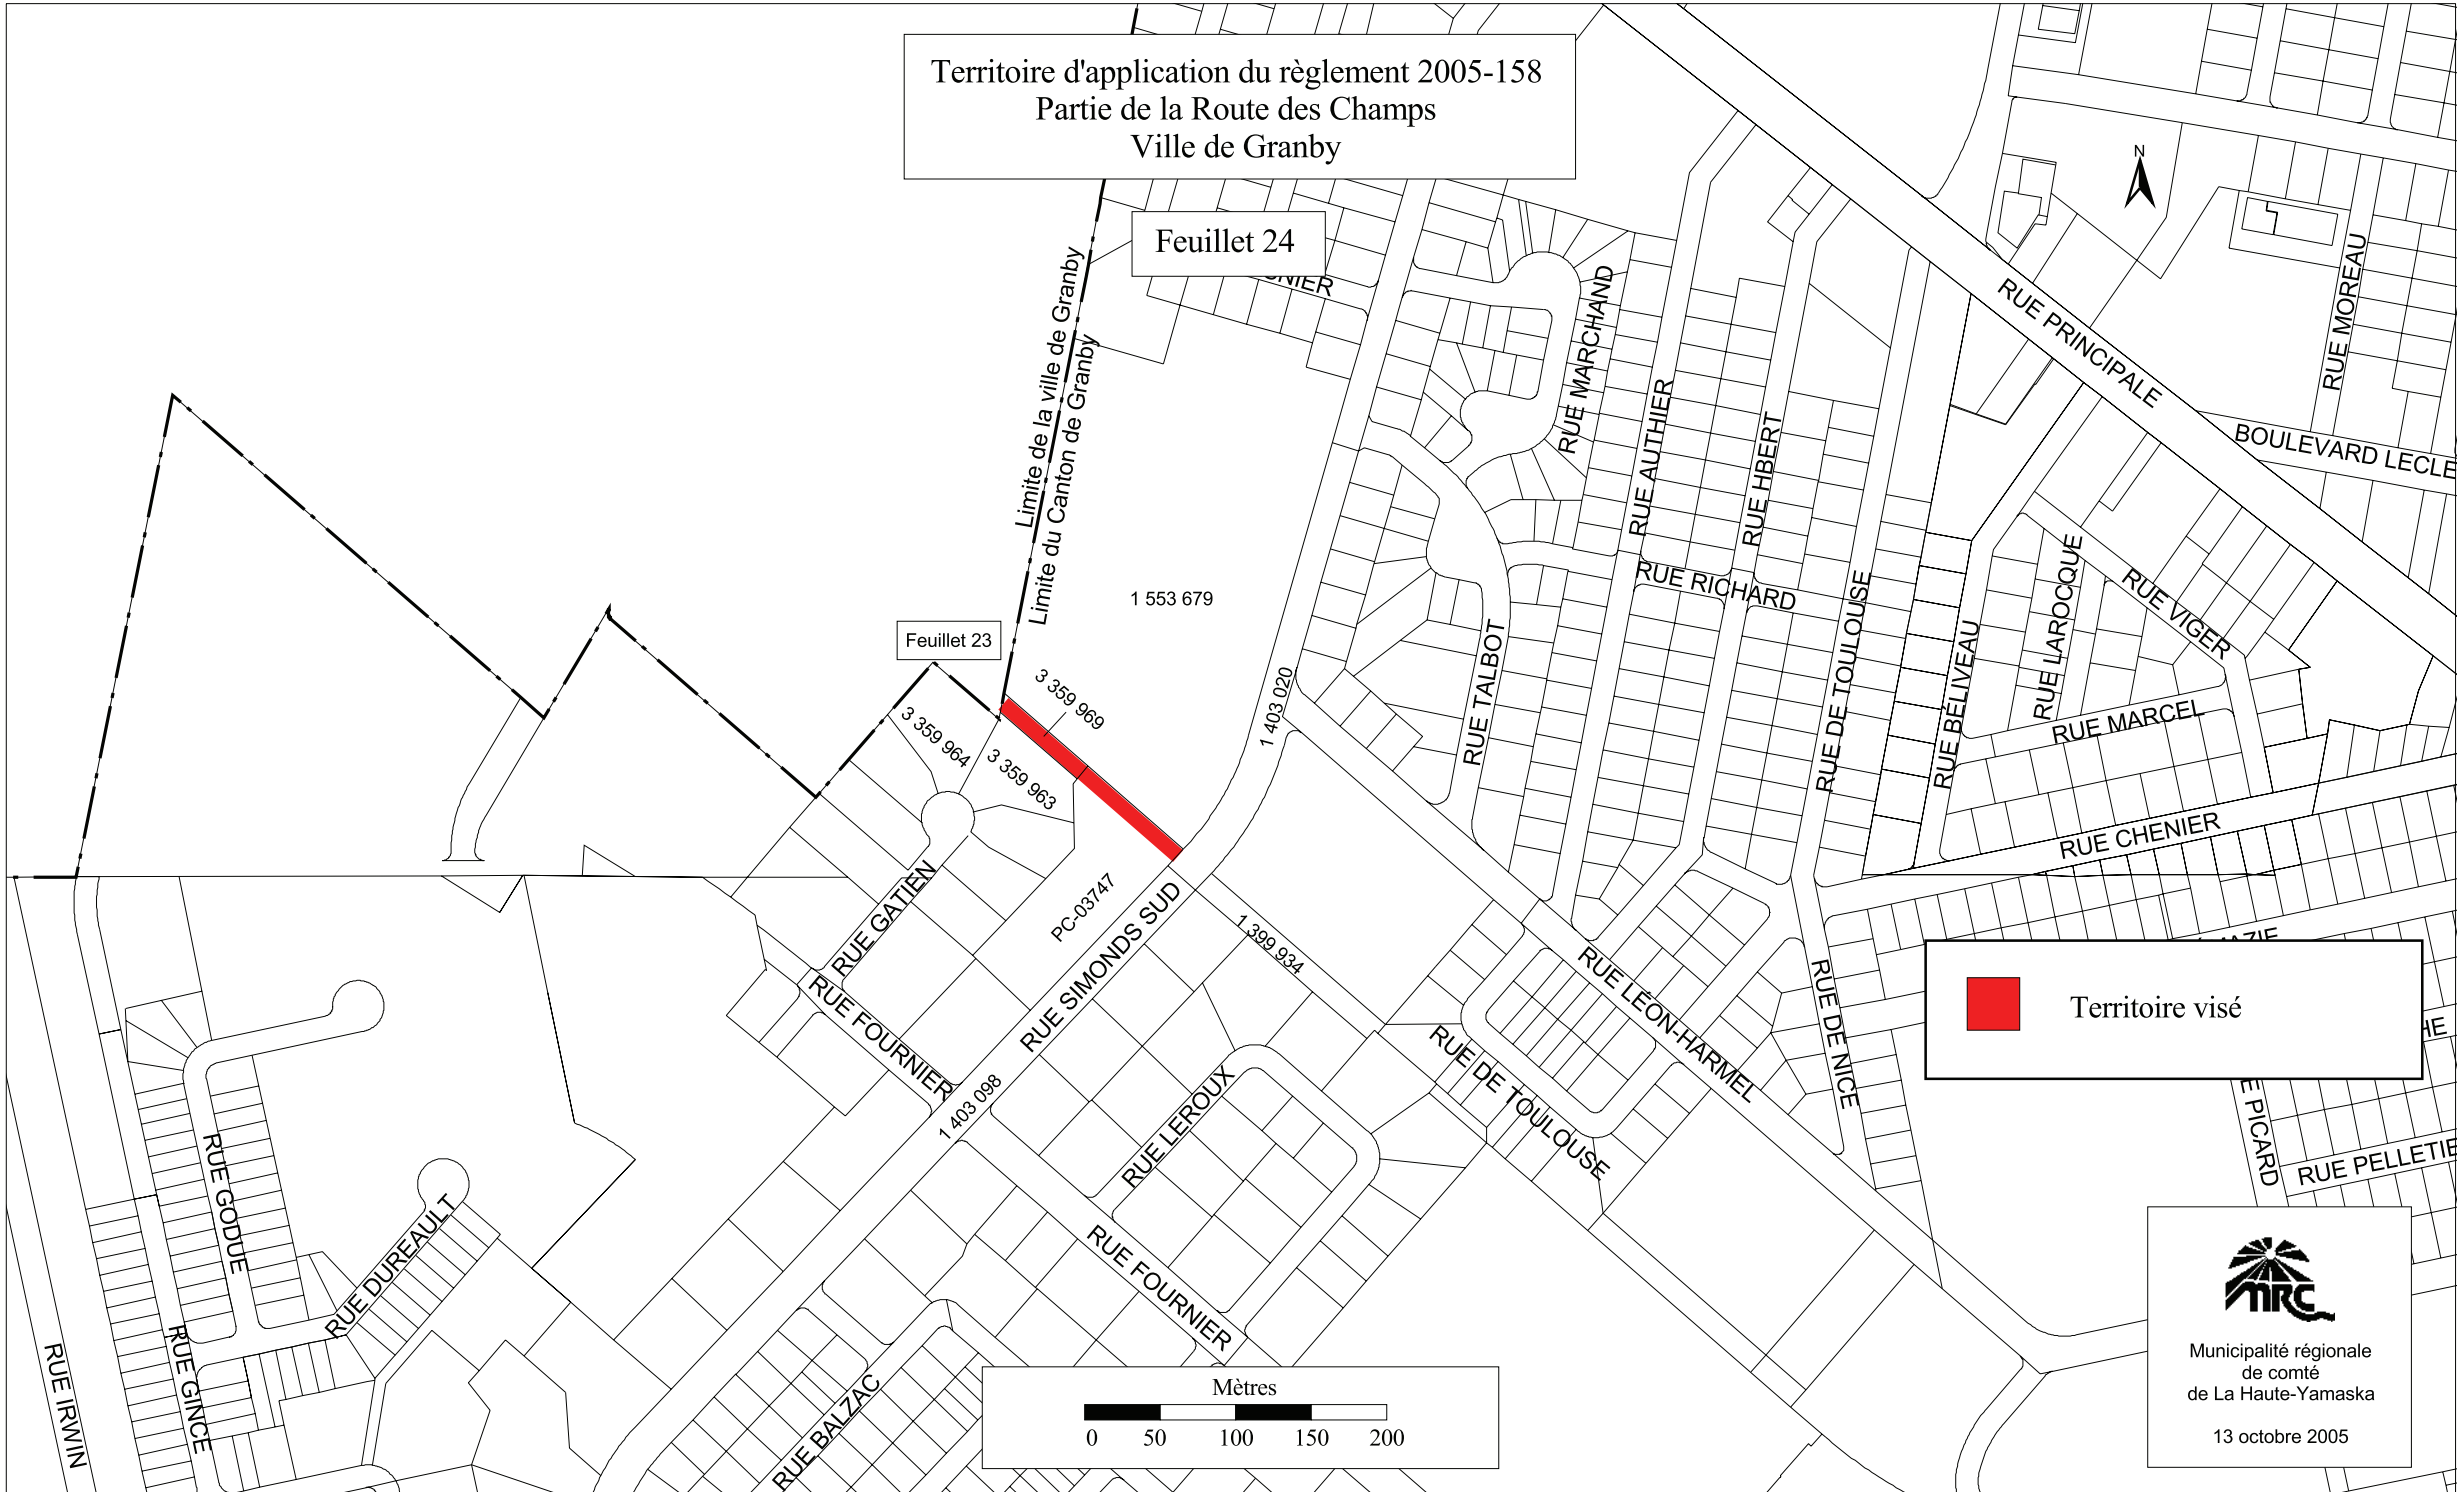 Territoire d'application du règlement 2005-158
Partie de la Route des Champs
Ville de Granby
N
Feuillet 24
Limite de la ville de Granby
Limite du Canton de Granby
RUE MARCHAND
RUE AUTHIER
RUE HBERT
RUE PRINCIPALE
RUE MOREAU
BOULEVARD LECLE
1 553 679
RUE RICHARD
RUE TALBOT
RUE DE TOULOUSE
RUE BÉLIVEAU
RUE LAROCQUE
RUE VIGER
RUE MARCEL
RUE CHENIER
Feuillet 23
3 359 969
3 359 964
3 359 963
1 403 020
PC-03747
RUE GATIEN
RUE SIMONDS SUD
1 399 934
RUE FOURNIER
1 403 098
RUE LÉON-HARMEL
RUE DE NICE
RUE DE TOULOUSE
RUE LEROUX
RUE FOURNIER
Territoire visé
HE
E PICARD
RUE PELLETIE
RUE GODUE
RUE DUREAULT
RUE GINCE
RUE IRWIN
RUE BALZAC
Mètres
0 50 100 150 200
MRC
Municipalité régionale
de comté
de La Haute-Yamaska
13 octobre 2005